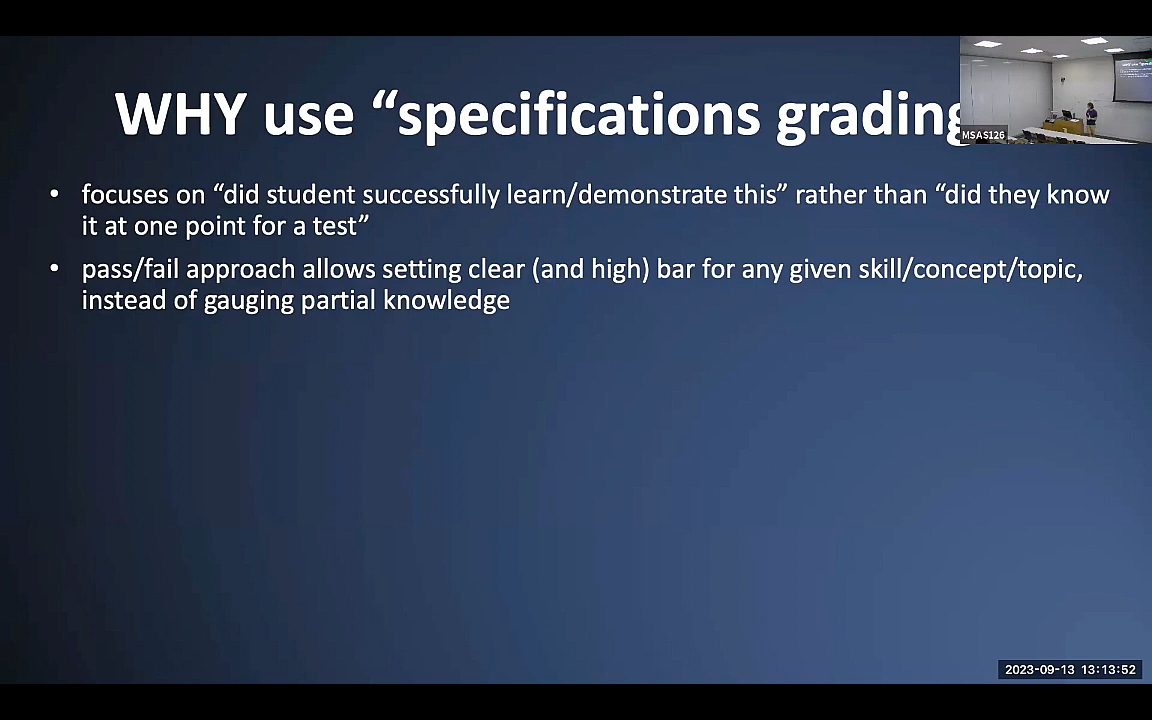 WHY use “specifications grading
MSAS126
• focuses on “did student successfully learn/demonstrate this” rather than “did they know
it at one point for a test”
• pass/fail approach allows setting clear (and high) bar for any given skill/concept/topic,
instead of gauging partial knowledge
2023-09-13 13:13:52